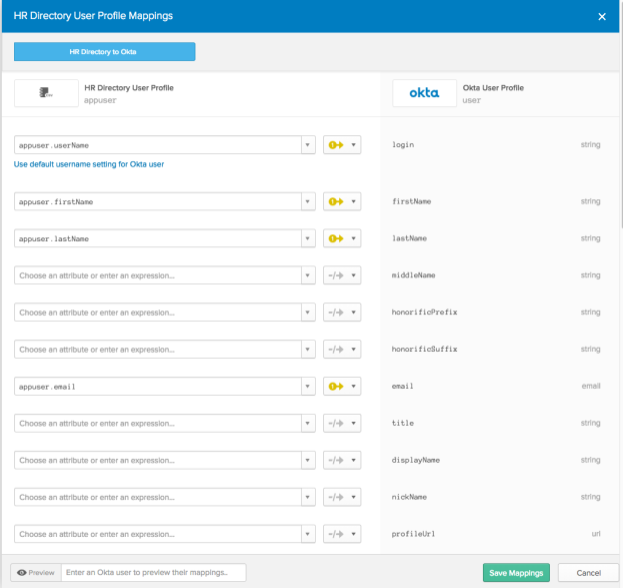 HR Directory User Profile Mappings
HR Directory to Okta
HR Directory User Profile
appuser
okta
Okta User Profile
user
appuser.userName
login
string
Use default username setting for Okta user
appuser.firstName
firstName
string
appuser.lastName
lastName
string
Choose an attribute or enter an expression...
middleName
string
Choose an attribute or enter an expression...
honorificPrefix
string
Choose an attribute or enter an expression...
honorificSuffix
string
appuser.email
email
email
Choose an attribute or enter an expression...
title
string
Choose an attribute or enter an expression...
displayName
string
Choose an attribute or enter an expression...
nickName
string
Choose an attribute or enter an expression...
profileUrl
uri
Preview
Enter an Okta user to preview their mappings..
Save Mappings
Cancel